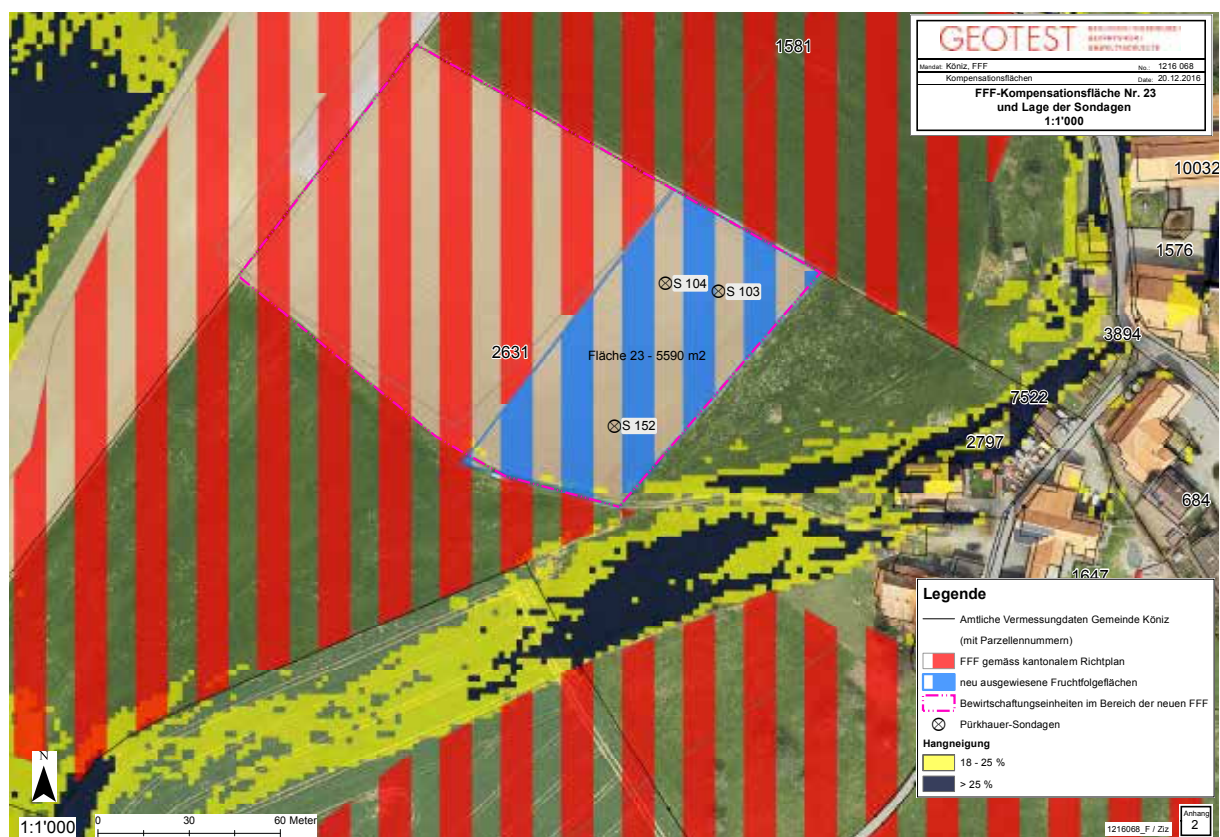 GEOTEST
Mandat: Köniz, FFF No.: 1216 068
Kompensationsflächen Date: 20.12.2016
FFF-Kompensationsfläche Nr. 23
und Lage der Sondagen
1:1'000
1581
10032
1576
3894
7522
2797
684
1647
2631
S 104
S 103
Fläche 23 - 5590 m2
S 152
Legende
Amtliche Vermessungdaten Gemeinde Köniz
(mit Parzellennummern)
FFF gemäss kantonalem Richtplan
neu ausgewiesene Fruchtfolgeflächen
Bewirtschaftungseinheiten im Bereich der neuen FFF
Pürkhauer-Sondagen
Hangneigung
18 - 25 %
> 25 %
N
1:1'000
0 30 60 Meter
1216068_F / Ziz
Anhang
2